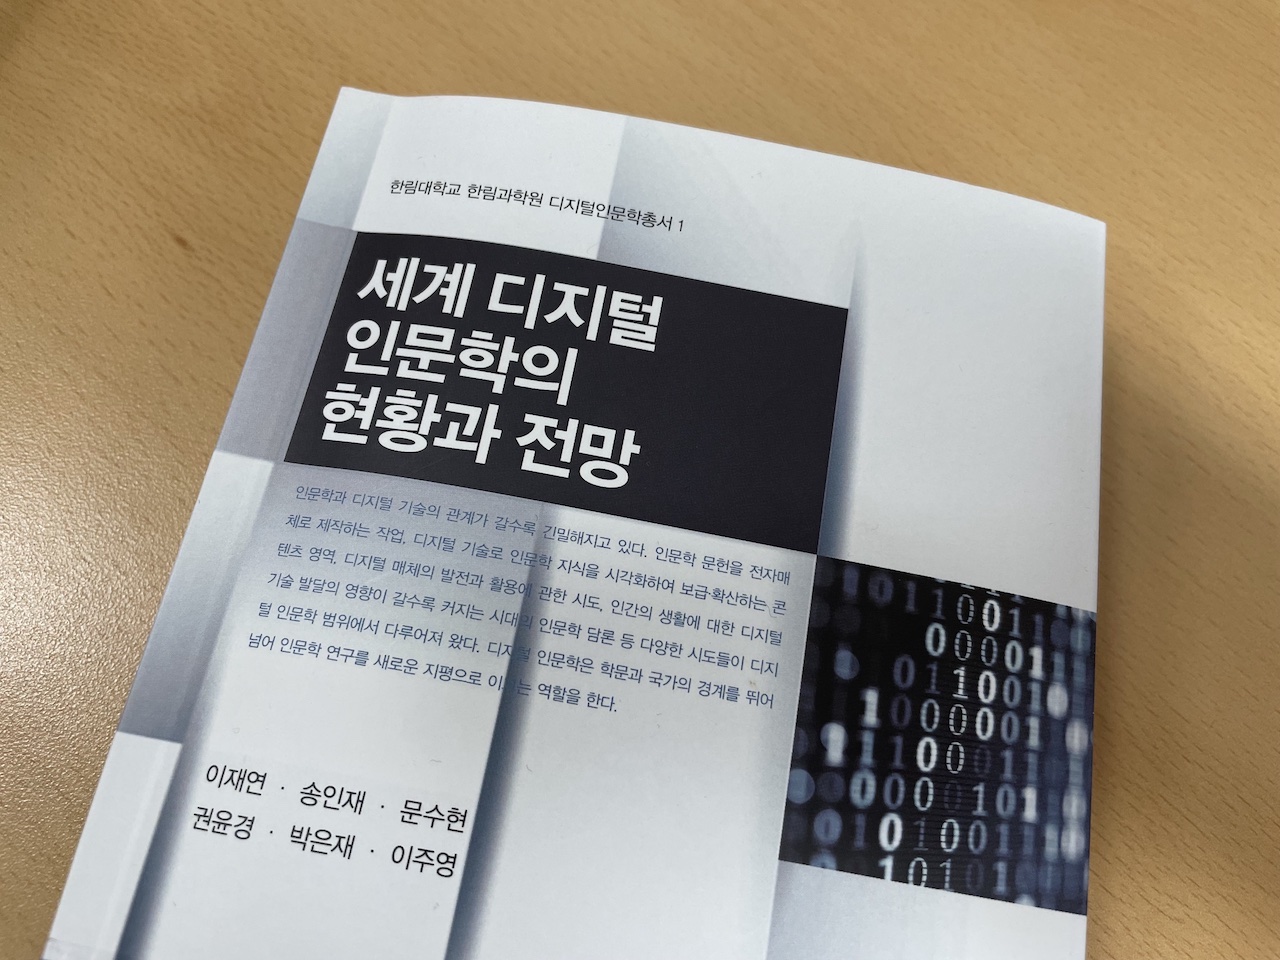 한림대학교 한림과학원 디지털인문학총서 1
세계 디지털
인문학의
현황과 전망
인문학과 디지털 기술의 관계가 갈수록 긴밀해지고 있다. 인문학 문헌을 전자매
체로 제작하는 작업, 디지털 기술로 인문학 지식을 시각화하여 보급·확산하는 콘
텐츠 영역, 디지털 매체의 발전과 활용에 관한 시도, 인간의 생활에 대한 디지털
기술 발달의 영향이 갈수록 커지는 시대의 인문학 담론 등 다양한 시도들이 디지
털 인문학 범위에서 다루어져 왔다. 디지털 인문학은 학문과 국가의 경계를 뛰어
넘어 인문학 연구를 새로운 지평으로 역할을 한다.
이재연 · 송인재 · 문수현
권윤경 · 박은재 · 이주영